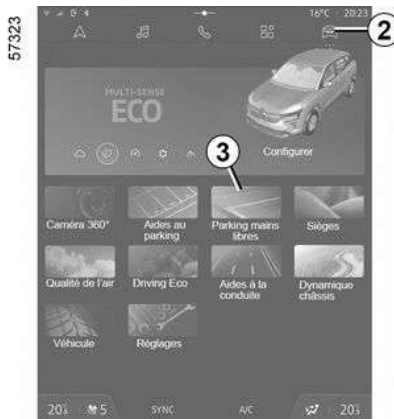 57323
16°C 20:23
2
MULTI-SENSE
ECO
3
Configurer
Caméra 360°
Aides au
parking
Parking mains
libres
Sièges
Qualité de l'air
Driving Eco
Aides à la
conduite
Dynamique
châssis
Véhicule
Réglages
20 5 SYNC A/C 20